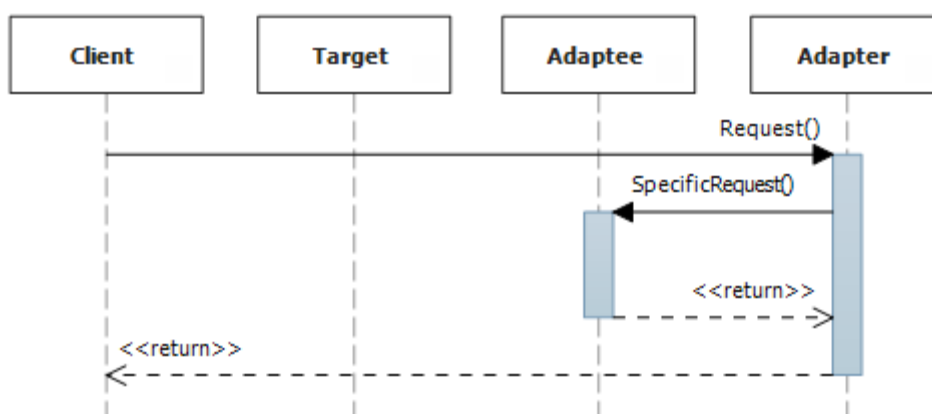 Client
Target
Adaptee
Adapter
Request()
SpecificRequest()
<<return>>
<<return>>